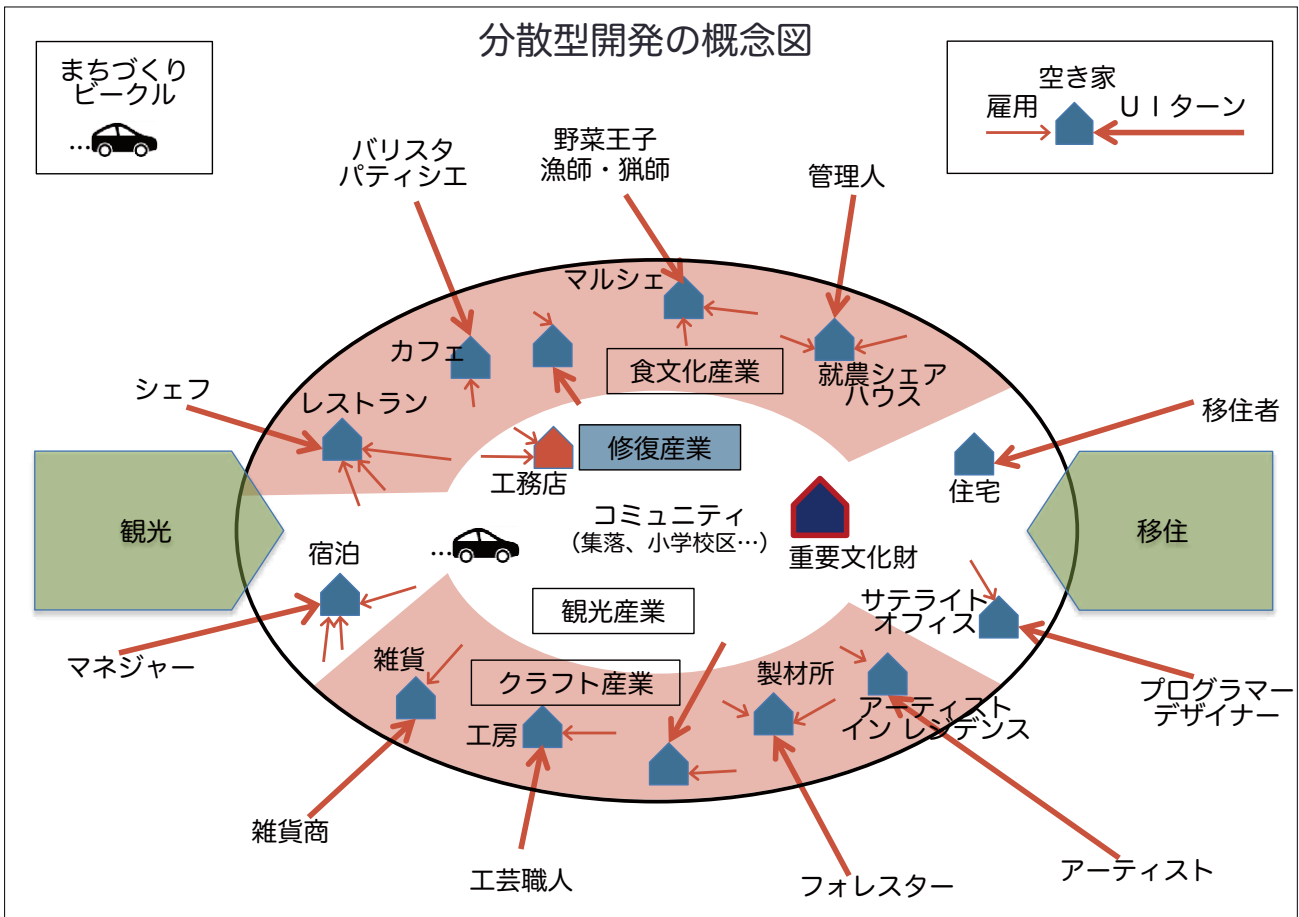 分散型開発の概念図
まちづくり
ビークル
空き家
雇用
ＵＩターン
バリスタ
パティシエ
野菜王子
漁師・猟師
管理人
マルシェ
カフェ
食文化産業
就農シェア
ハウス
シェフ
レストラン
移住者
修復産業
工務店
住宅
観光
コミュニティ
（集落、小学校区…）
重要文化財
移住
宿泊
サテライト
オフィス
観光産業
マネジャー
雑貨
クラフト産業
製材所
工房
アーティスト
イン レジデンス
プログラマー
デザイナー
雑貨商
工芸職人
フォレスター
アーティスト